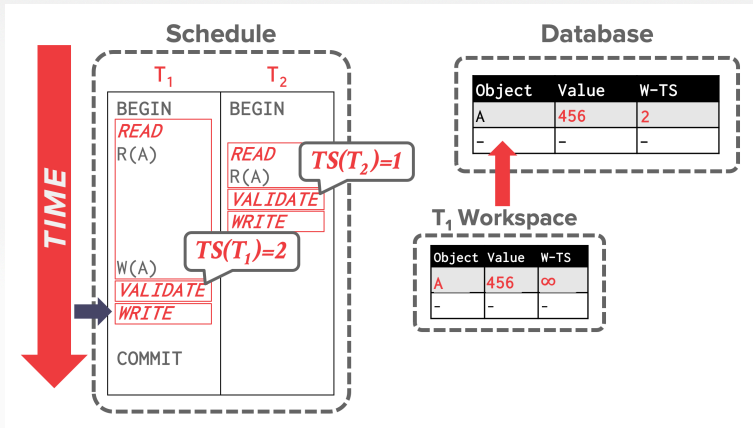 Schedule
T1 T2
BEGIN BEGIN
READ
R(A)
READ
R(A)
VALIDATE
WRITE
TS(T2)=1
TS(T1)=2
W(A)
VALIDATE
WRITE
COMMIT
TIME
Database
Object Value W-TS
A 456 2
- - -
T1 Workspace
Object Value W-TS
A 456 ∞
- - -